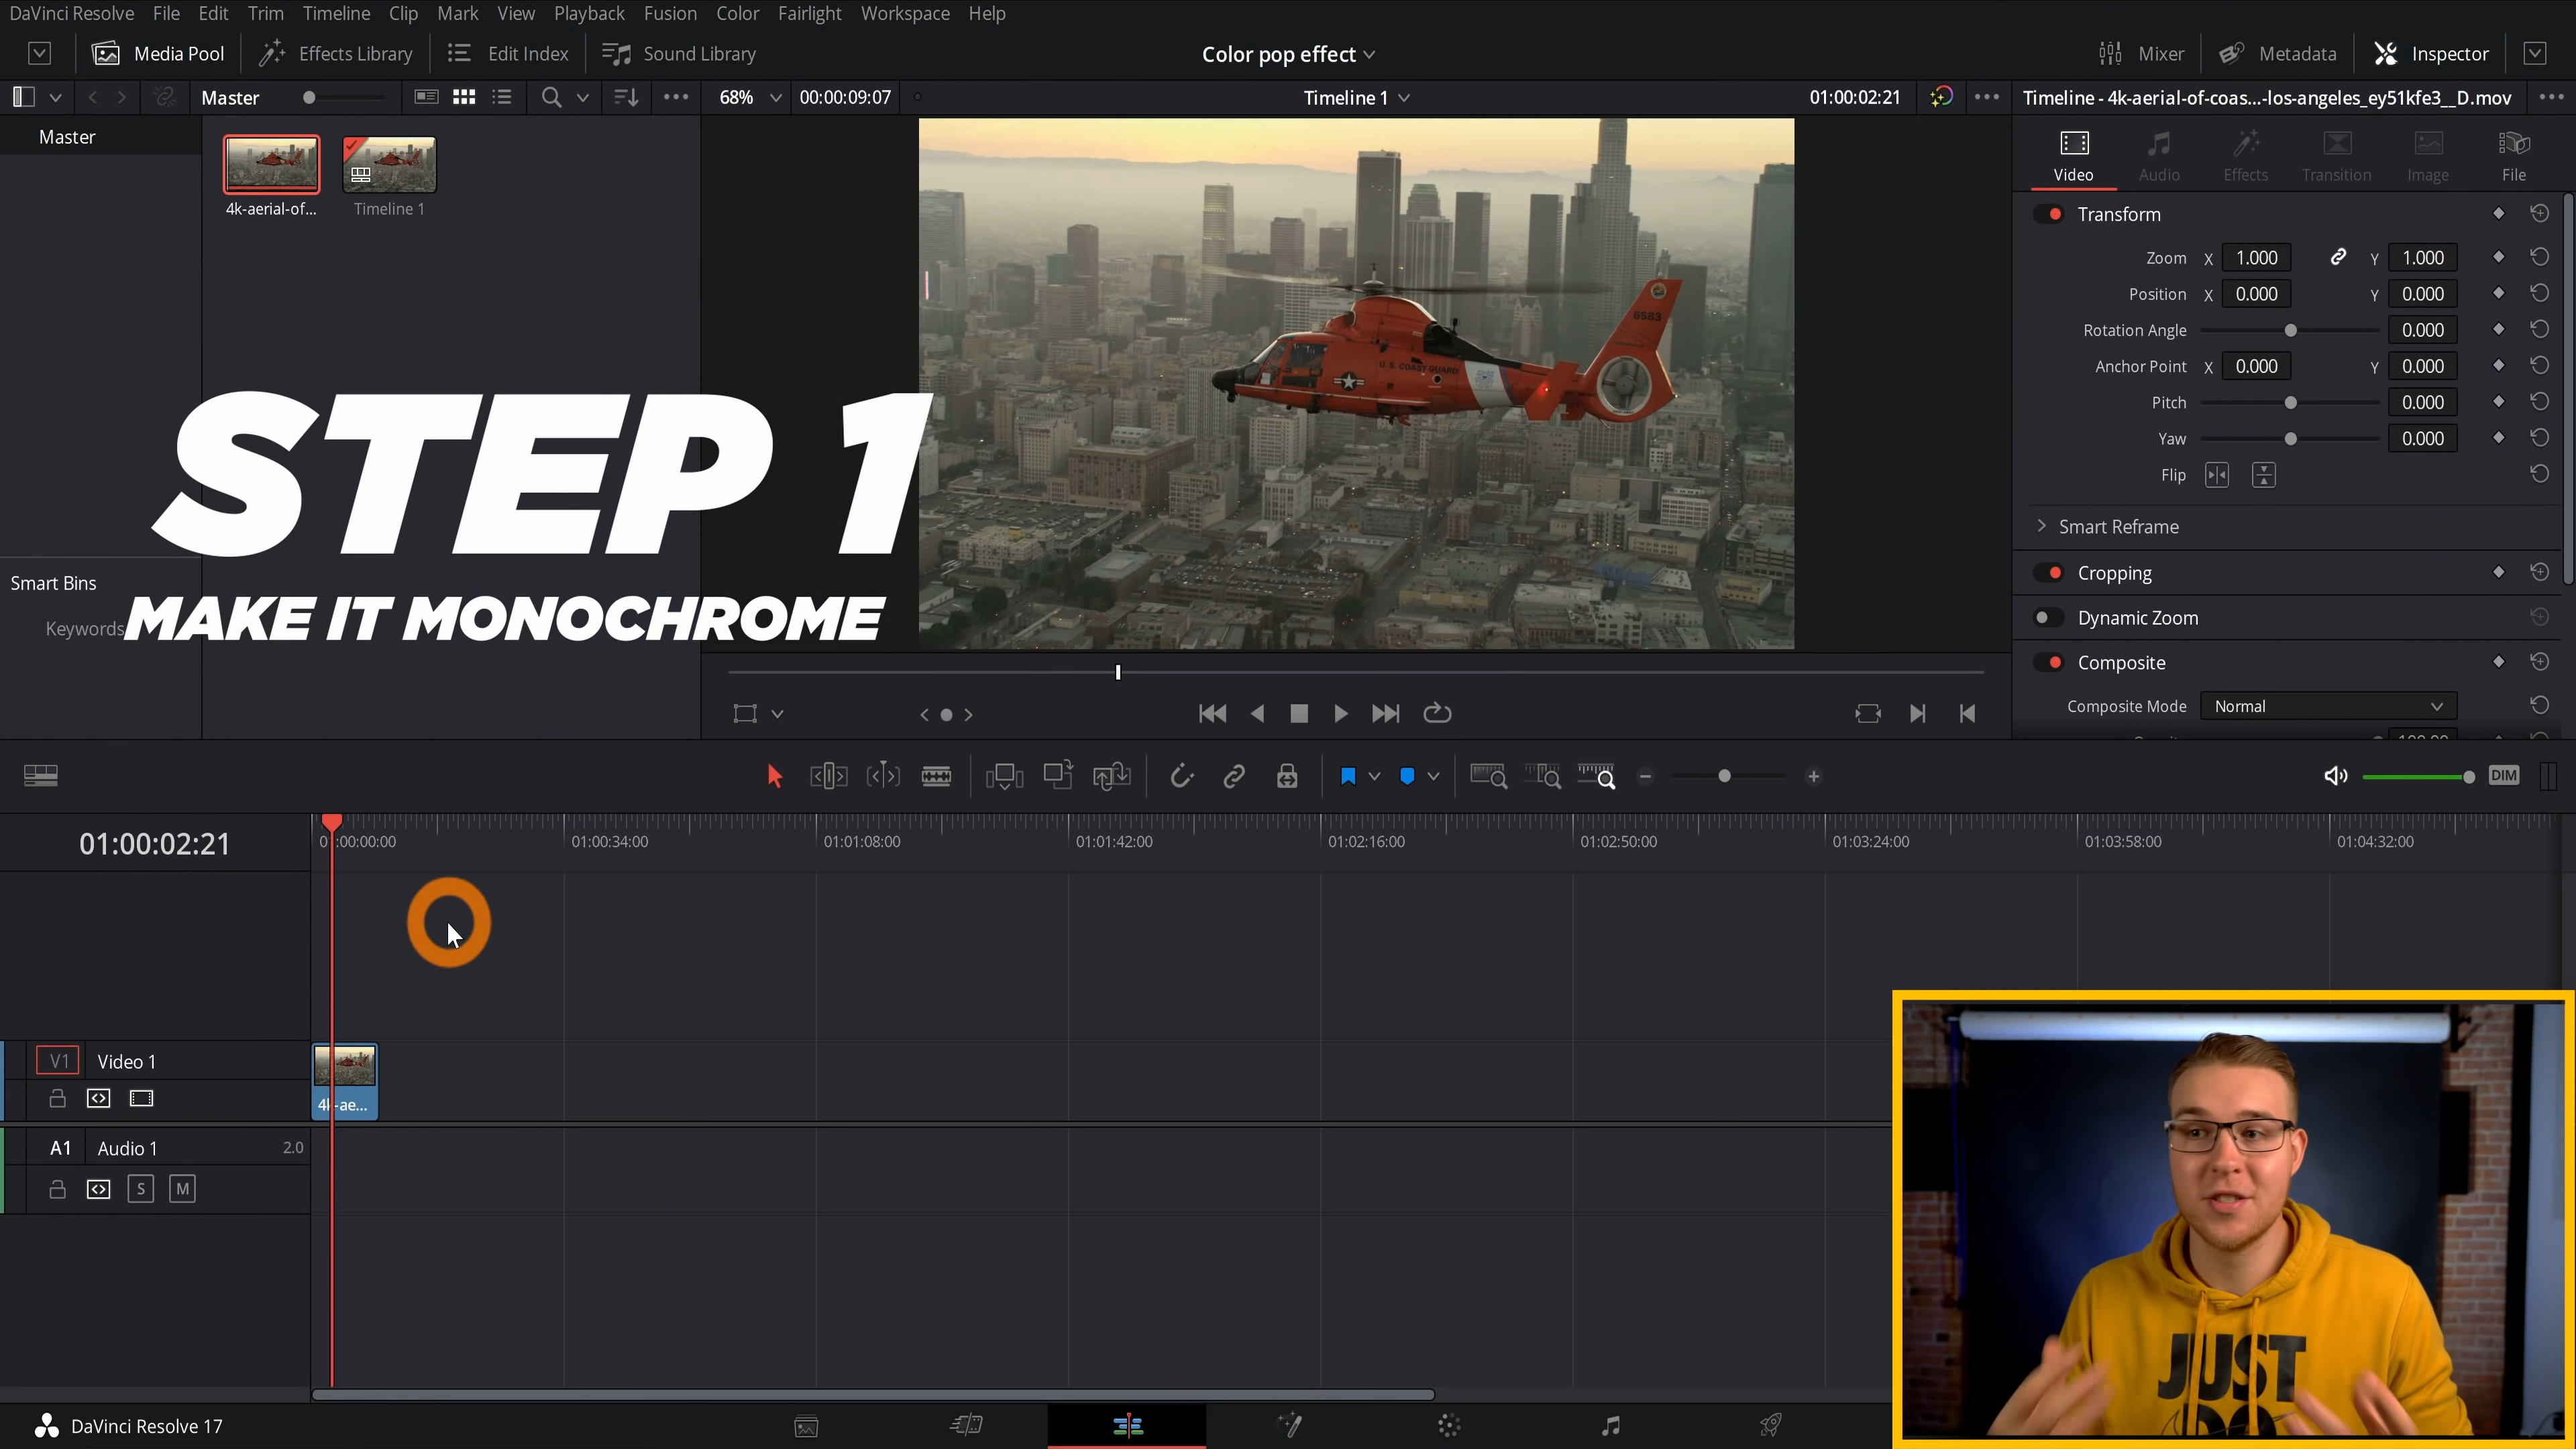 DaVinci Resolve File Edit Trim Timeline Clip Mark View Playback Fusion Color Fairlight Workspace Help
Media Pool Effects Library Edit Index Sound Library Color pop effect Mixer Metadata Inspector
Master 68% 00:00:09:07 Timeline 1 01:00:02:21 Timeline - 4k-aerial-of-coas...-los-angeles_ey51kfe3__D.mov
Master
4k-aerial-of... Timeline 1
Video Audio Effects Transition Image File
Transform
Zoom X 1.000 Y 1.000
Position X 0.000 Y 0.000
Rotation Angle 0.000
Anchor Point X 0.000 Y 0.000
Pitch 0.000
Yaw 0.000
Flip
Smart Reframe
Cropping
Dynamic Zoom
Composite
Composite Mode Normal
6583
U.S. COAST GUARD
STEP 1
MAKE IT MONOCHROME
Smart Bins
Keywords
DIM
01:00:02:21
01:00:34:00 01:01:08:00 01:01:42:00 01:02:16:00 01:02:50:00 01:03:24:00 01:03:58:00 01:04:32:00
V1 Video 1
4k-ae...
A1 Audio 1 2.0
S M
JUST
DO
DaVinci Resolve 17